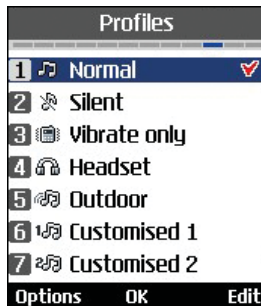 Profiles
1 Normal
2 Silent
3 Vibrate only
4 Headset
5 Outdoor
6 Customised 1
7 Customised 2
Options OK Edit